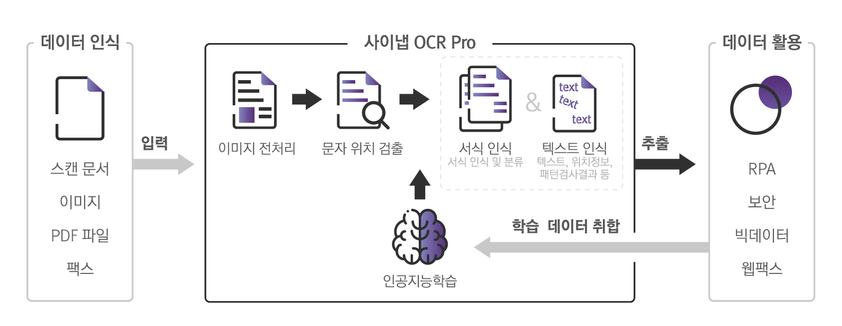 데이터 인식
스캔 문서
이미지
PDF 파일
팩스
입력
사이냅 OCR Pro
이미지 전처리
문자 위치 검출
서식 인식
서식 인식 및 분류
&
text
text
text
텍스트 인식
텍스트, 위치정보,
패턴검사결과 등
인공지능학습
추출
학습 데이터 취합
데이터 활용
RPA
보안
빅데이터
웹팩스